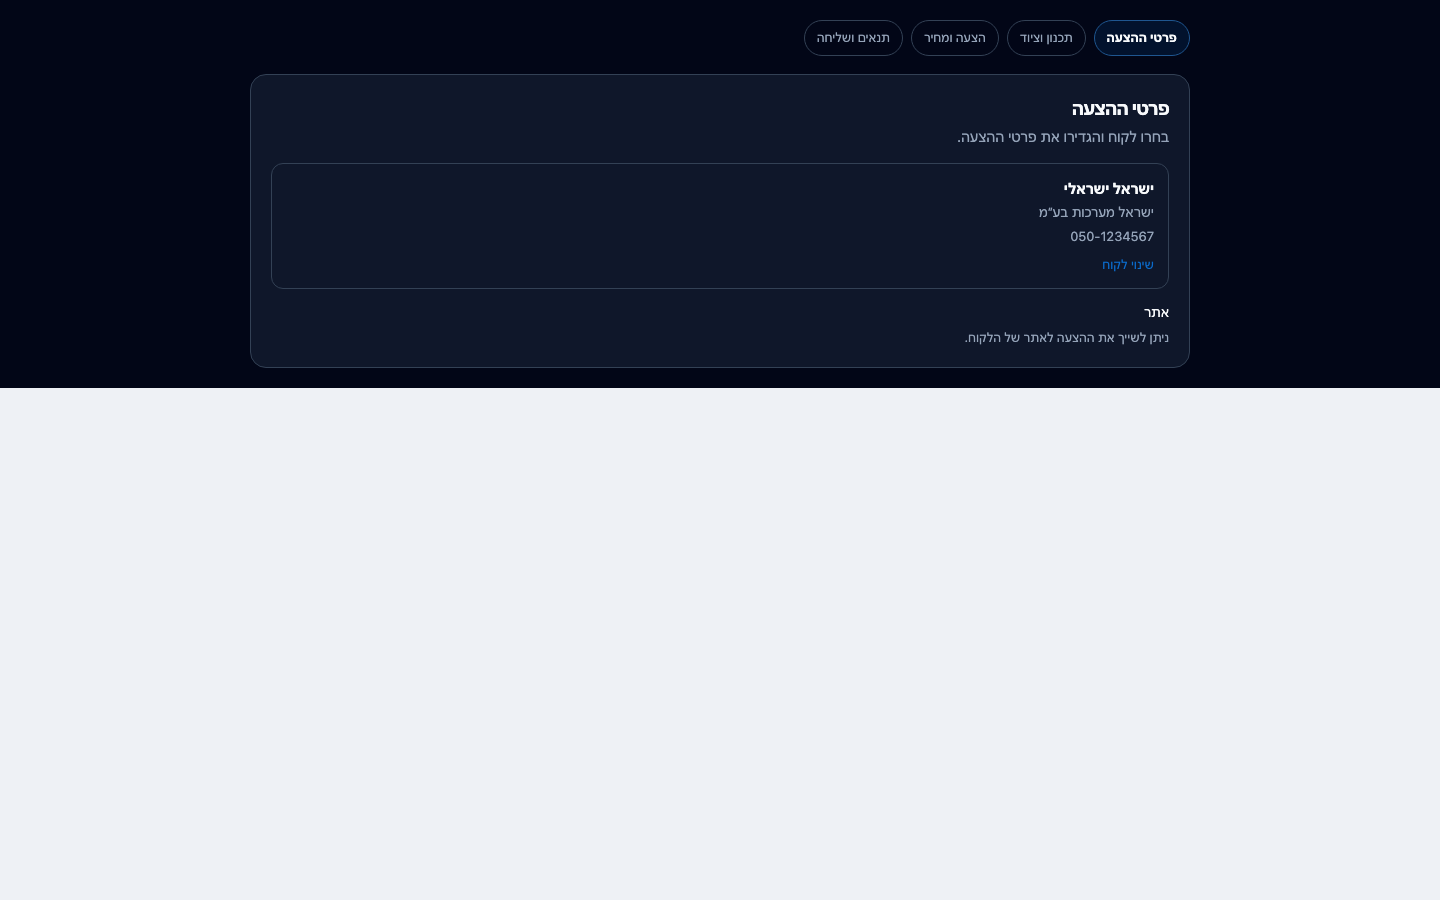 פרטי ההצעה
תכנון וציוד
הצעה ומחיר
תנאים ושליחה
פרטי ההצעה
בחרו לקוח והגדירו את פרטי ההצעה.
ישראל ישראלי
ישראל מערכות בע״מ
050-1234567
שינוי לקוח
אתר
ניתן לשייך את ההצעה לאתר של הלקוח.